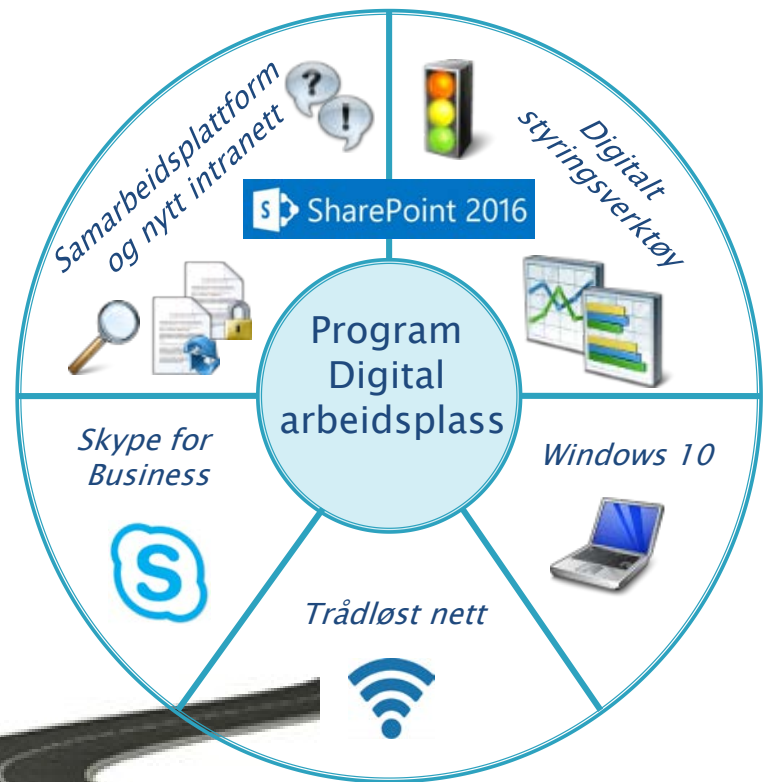 Samarbeidsplattform
og nytt intranett
?
!
Digitalt
styringsverktøy
S SharePoint 2016
Program
Digital
arbeidsplass
Skype for
Business
S
Windows 10
Trådløst nett